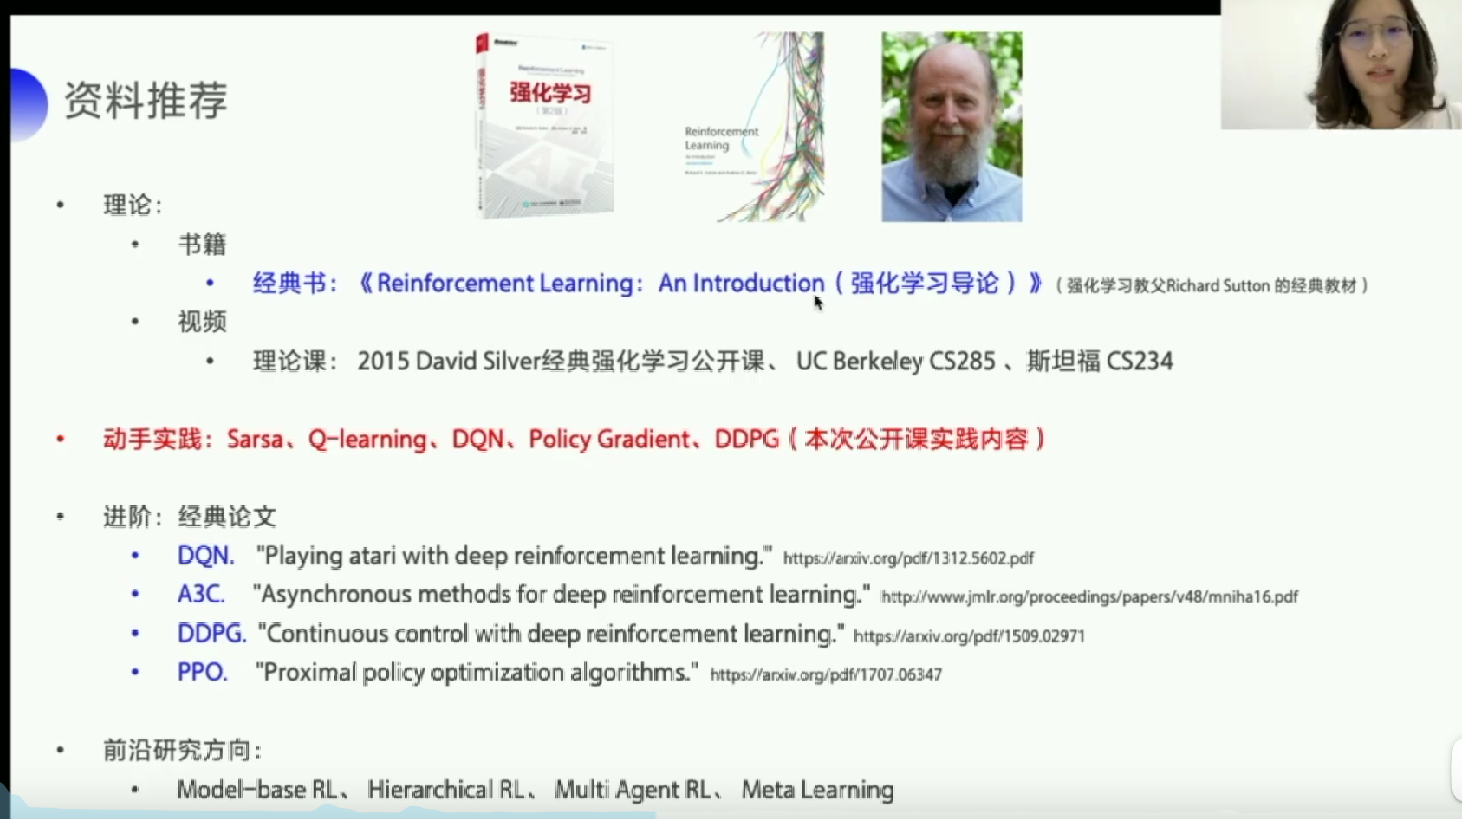 资料推荐
Reinforcement Learning
强化学习
（第2版）
Reinforcement
Learning
An Introduction
• 理论：
• 书籍
• 经典书：《Reinforcement Learning：An Introduction（强化学习导论）》（强化学习教父Richard Sutton 的经典教材）
• 视频
• 理论课： 2015 David Silver经典强化学习公开课、 UC Berkeley CS285 、斯坦福 CS234
• 动手实践：Sarsa、Q-learning、DQN、Policy Gradient、DDPG（本次公开课实践内容）
• 进阶：经典论文
• DQN. "Playing atari with deep reinforcement learning." https://arxiv.org/pdf/1312.5602.pdf
• A3C. "Asynchronous methods for deep reinforcement learning." http://www.jmlr.org/proceedings/papers/v48/mniha16.pdf
• DDPG. "Continuous control with deep reinforcement learning." https://arxiv.org/pdf/1509.02971
• PPO. "Proximal policy optimization algorithms." https://arxiv.org/pdf/1707.06347
• 前沿研究方向：
• Model-base RL、 Hierarchical RL、 Multi Agent RL、 Meta Learning